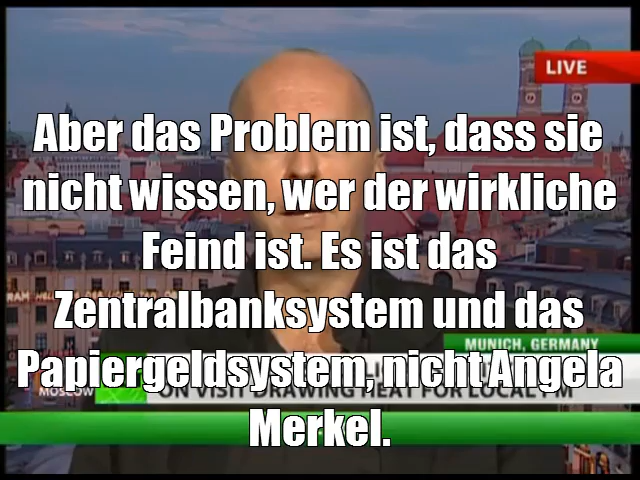 LIVE
Aber das Problem ist, dass sie
nicht wissen, wer der wirkliche
Feind ist. Es ist das
Zentralbanksystem und das
MUNICH, GERMANY
Papiergeldsystem, nicht Angela
MOSCOW
ON VISIT DRAWING HEAT FOR LOCAL PM
Merkel.